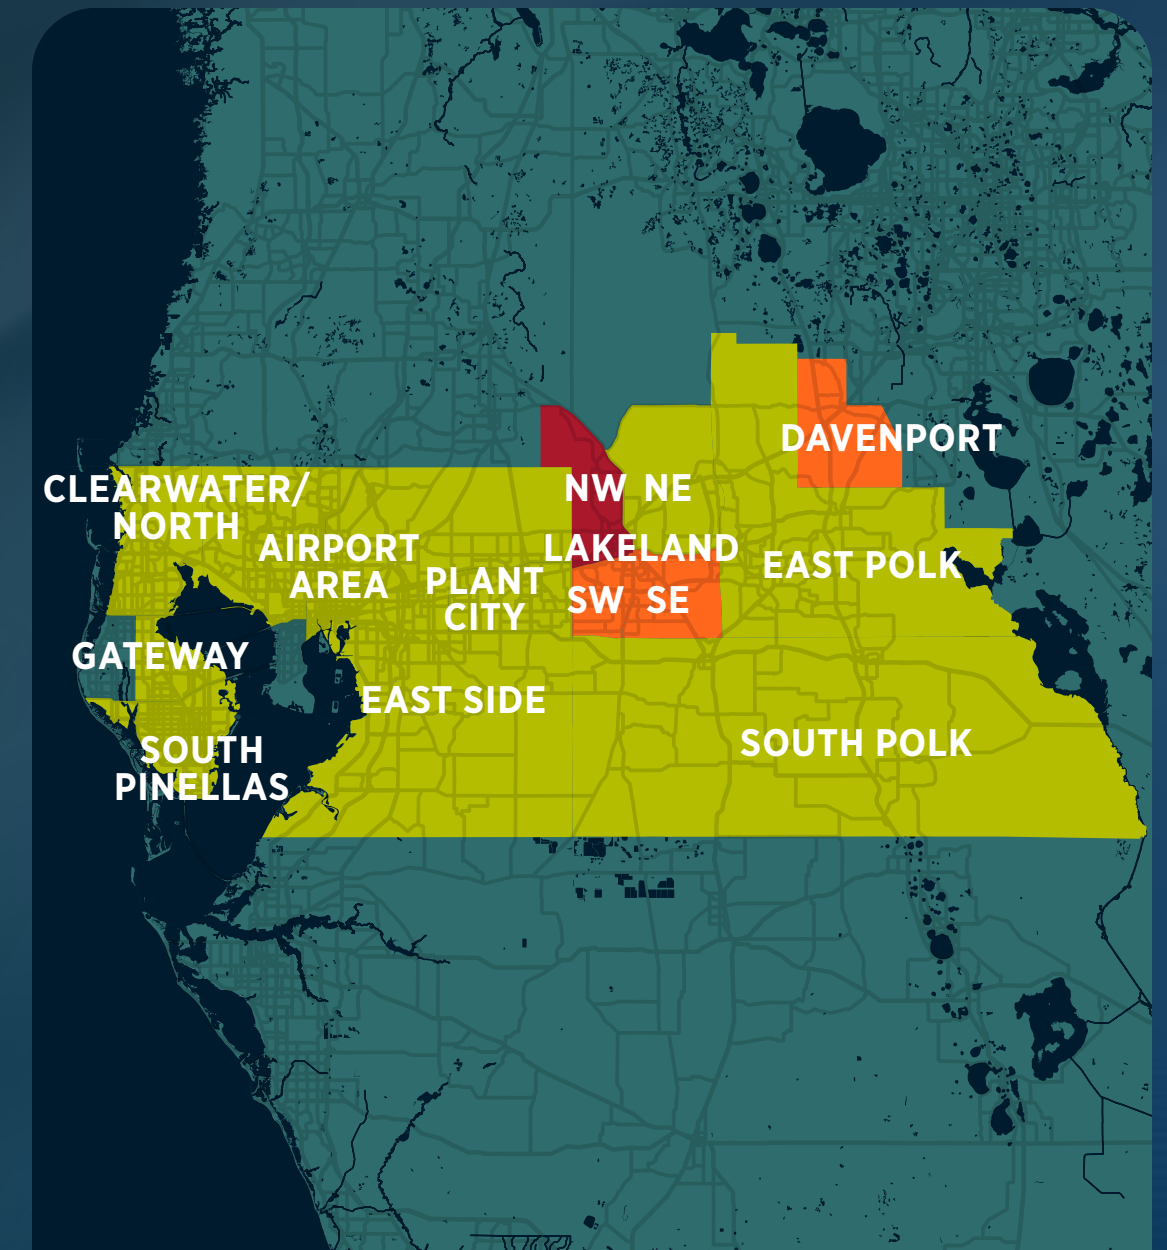 DAVENPORT
CLEARWATER/
NORTH
NW NE
AIRPORT
AREA
LAKELAND
PLANT
CITY
EAST POLK
SW SE
GATEWAY
EAST SIDE
SOUTH
PINELLAS
SOUTH POLK